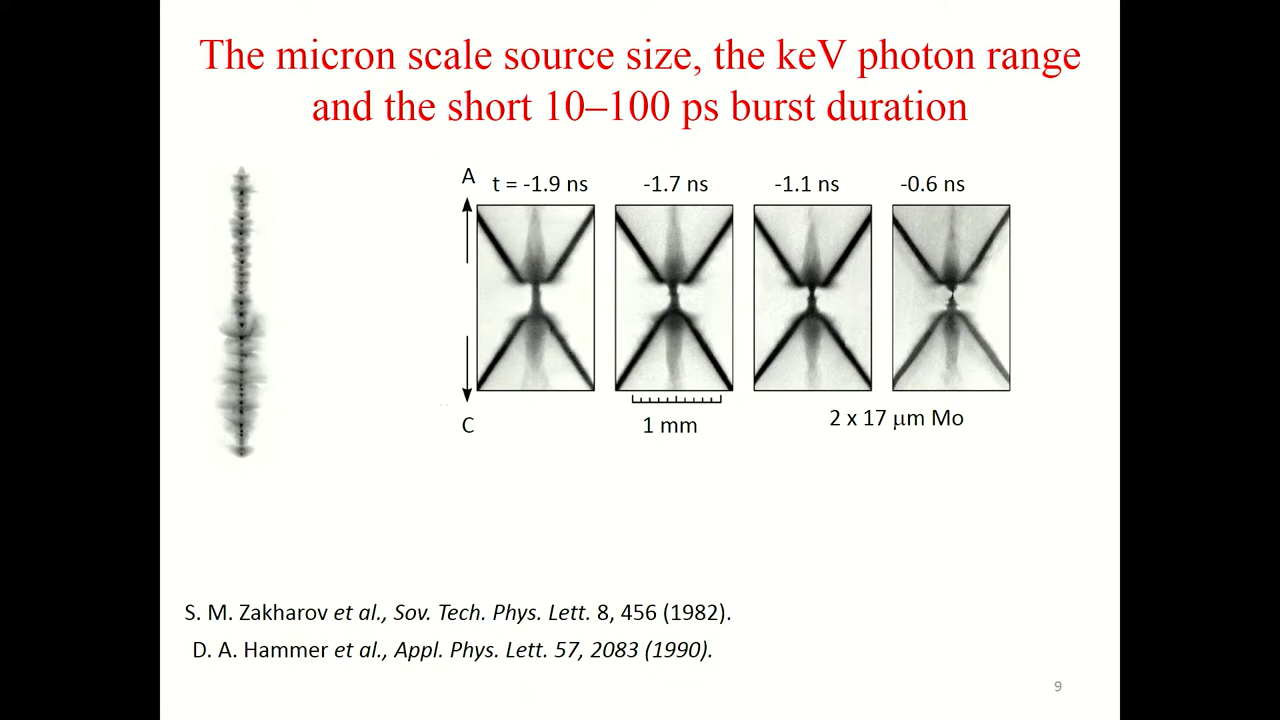 The micron scale source size, the keV photon range
and the short 10–100 ps burst duration
A
t = -1.9 ns
-1.7 ns
-1.1 ns
-0.6 ns
C
1 mm
2 x 17 μm Mo
S. M. Zakharov et al., Sov. Tech. Phys. Lett. 8, 456 (1982).
D. A. Hammer et al., Appl. Phys. Lett. 57, 2083 (1990).
9